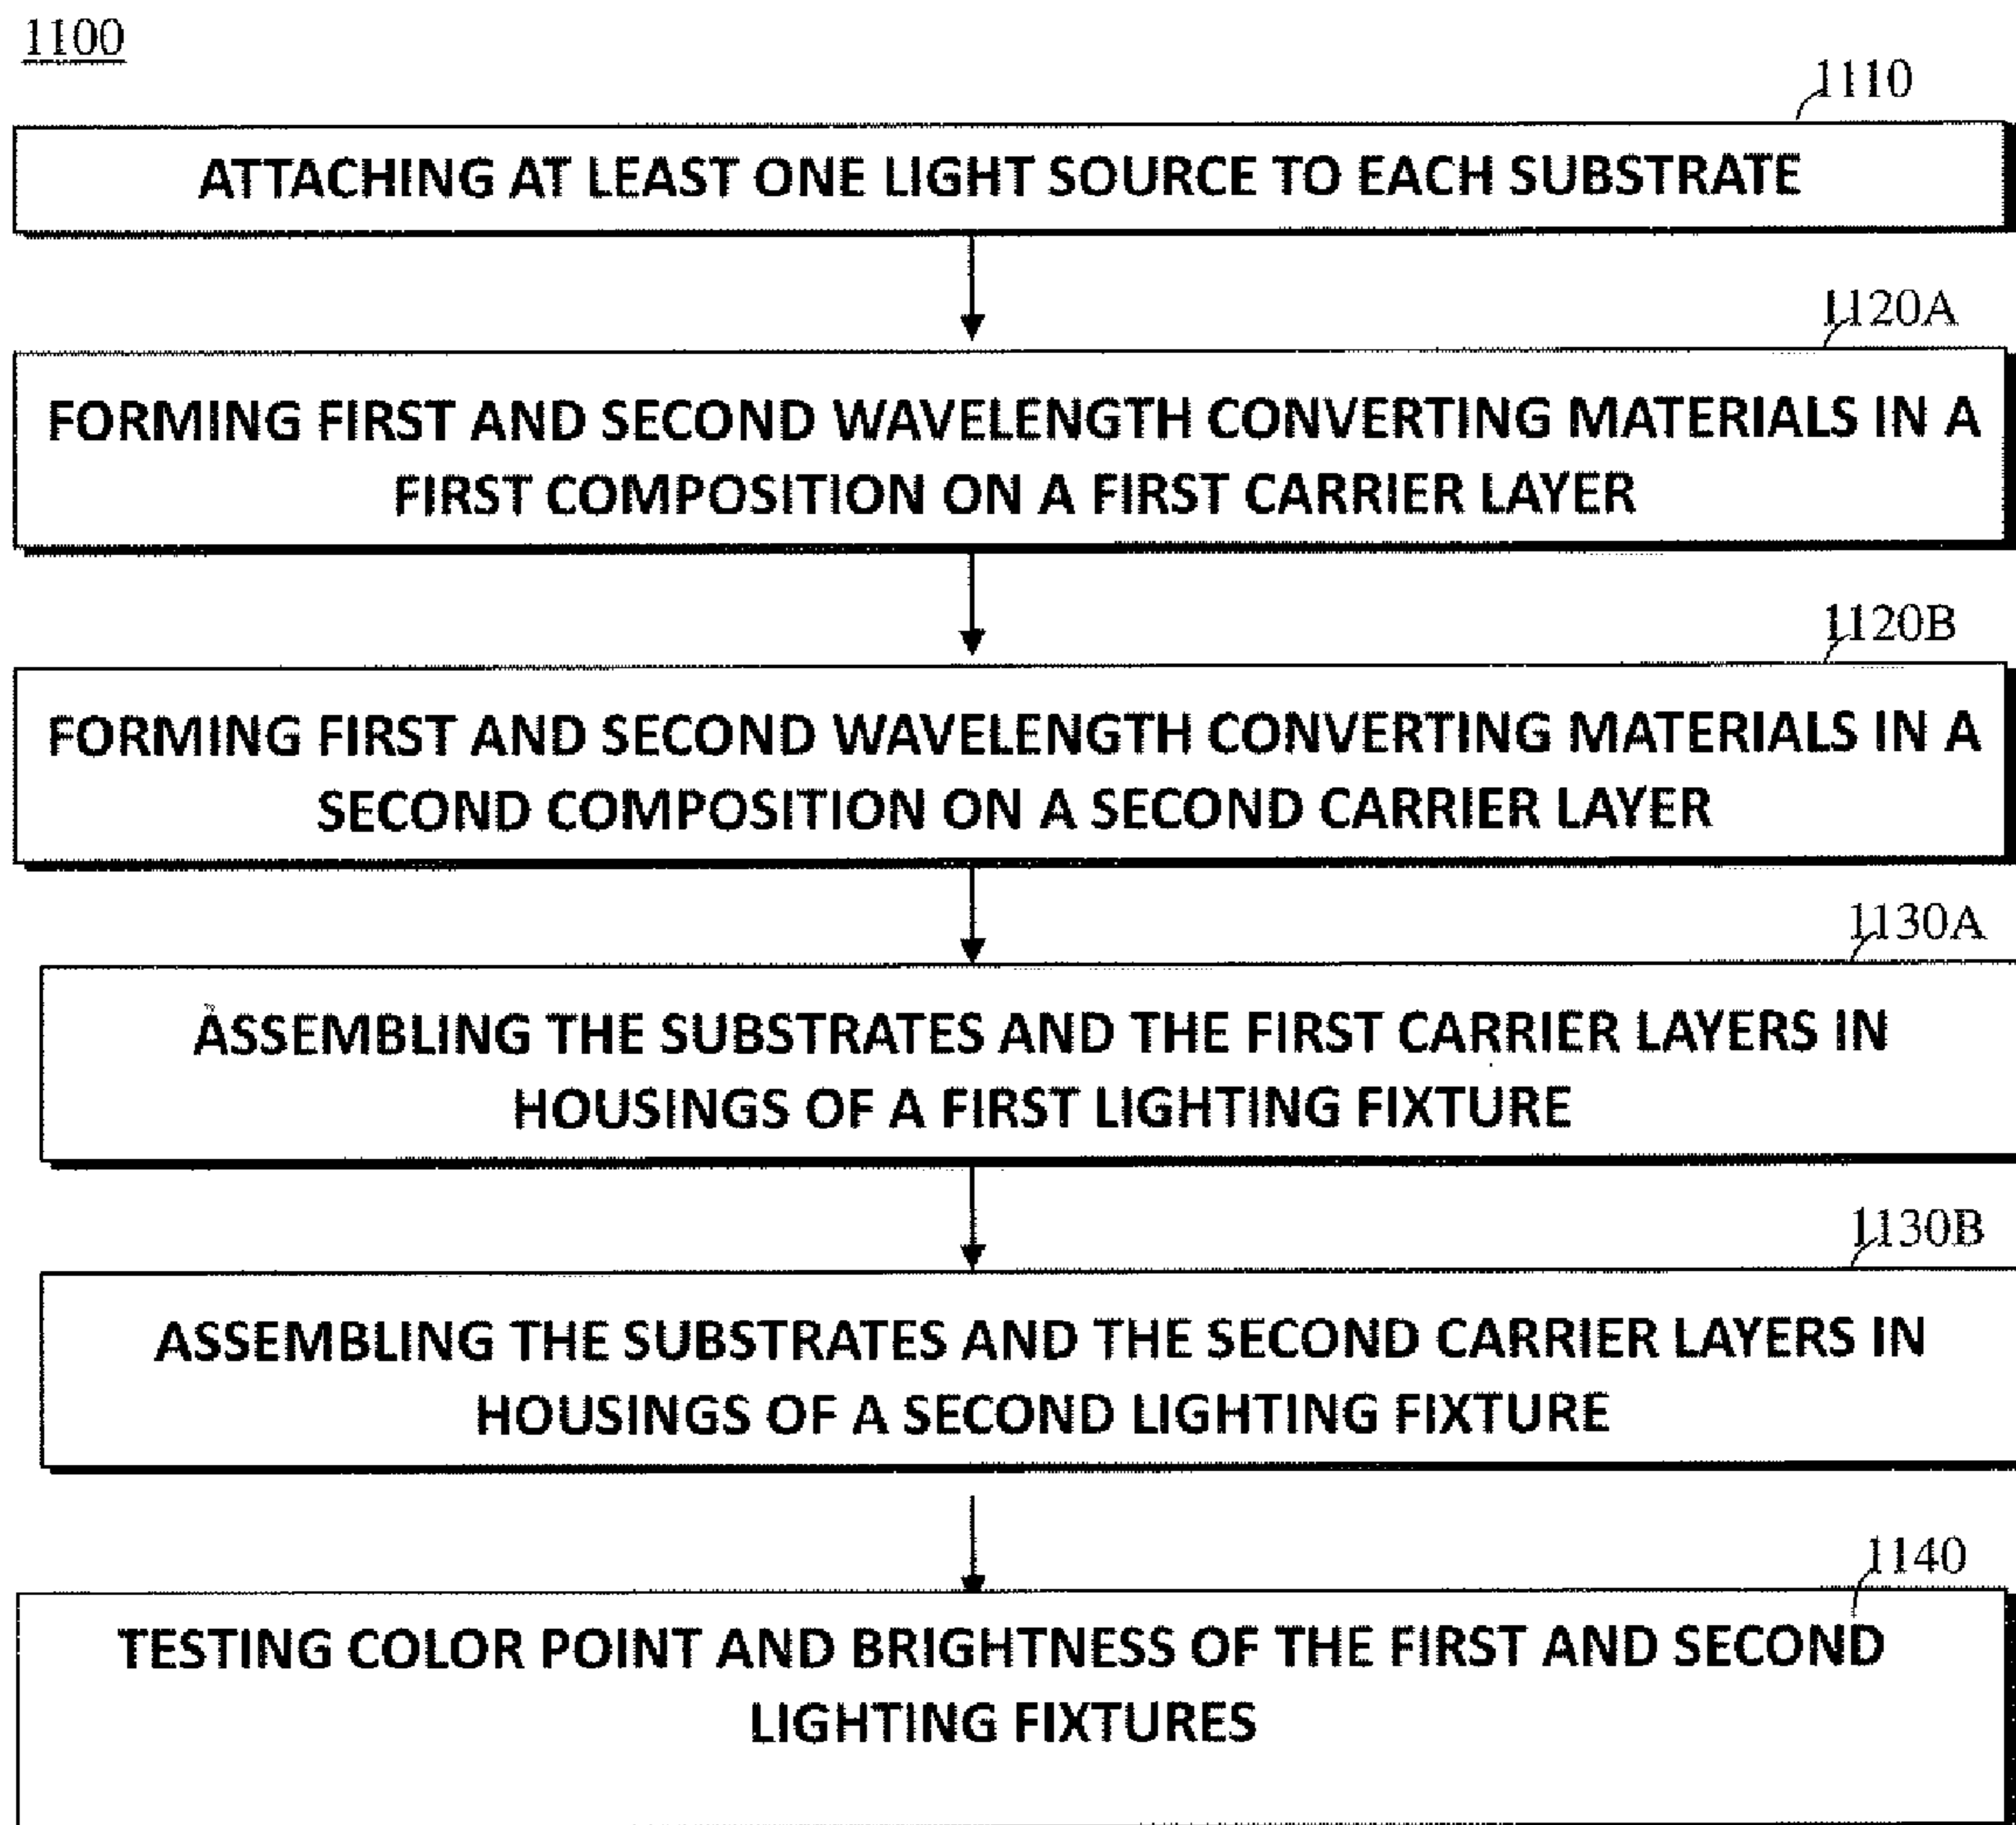 1100
1110
ATTACHING AT LEAST ONE LIGHT SOURCE TO EACH SUBSTRATE
1120A
FORMING FIRST AND SECOND WAVELENGTH CONVERTING MATERIALS IN A
FIRST COMPOSITION ON A FIRST CARRIER LAYER
1120B
FORMING FIRST AND SECOND WAVELENGTH CONVERTING MATERIALS IN A
SECOND COMPOSITION ON A SECOND CARRIER LAYER
1130A
ASSEMBLING THE SUBSTRATES AND THE FIRST CARRIER LAYERS IN
HOUSINGS OF A FIRST LIGHTING FIXTURE
1130B
ASSEMBLING THE SUBSTRATES AND THE SECOND CARRIER LAYERS IN
HOUSINGS OF A SECOND LIGHTING FIXTURE
1140
TESTING COLOR POINT AND BRIGHTNESS OF THE FIRST AND SECOND
LIGHTING FIXTURES